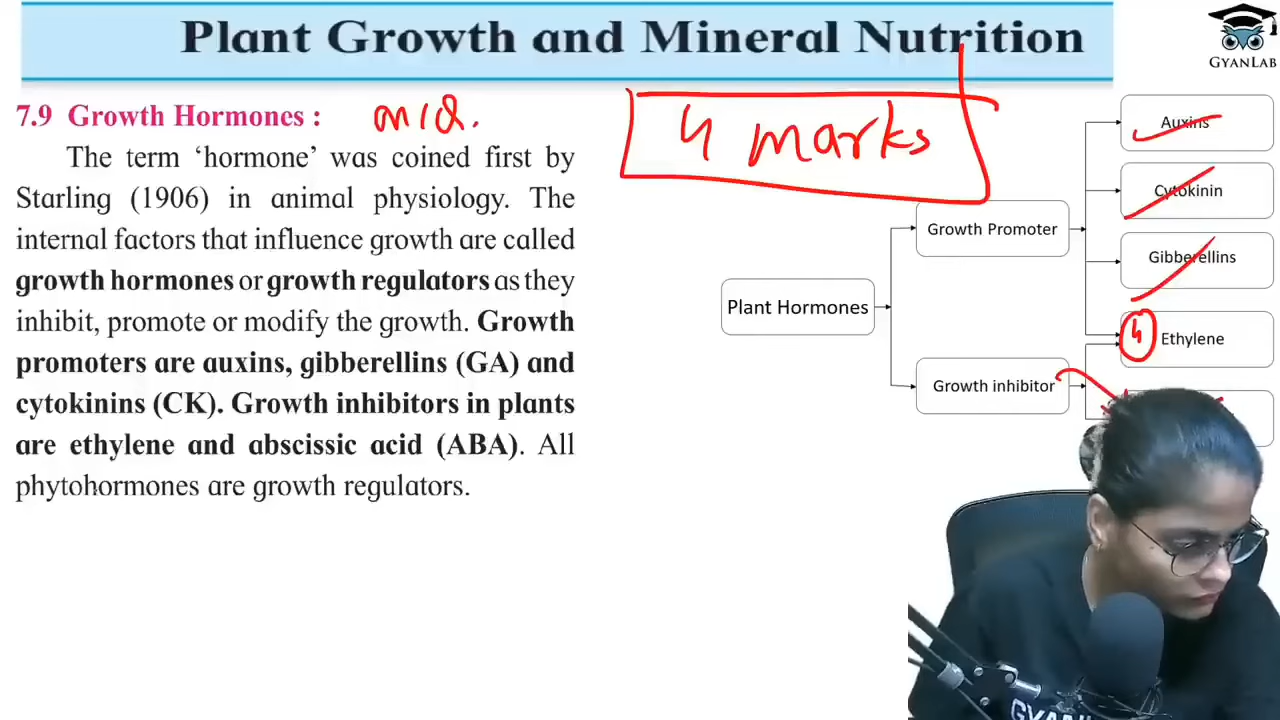 Plant Growth and Mineral Nutrition
GYANLAB
7.9 Growth Hormones :
4 marks
The term ‘hormone’ was coined first by
Starling (1906) in animal physiology. The
internal factors that influence growth are called
growth hormones or growth regulators as they
inhibit, promote or modify the growth. Growth
promoters are auxins, gibberellins (GA) and
cytokinins (CK). Growth inhibitors in plants
are ethylene and abscissic acid (ABA). All
phytohormones are growth regulators.
Plant Hormones
Growth Promoter
Growth inhibitor
Auxins
Cytokinin
Gibberellins
4 Ethylene